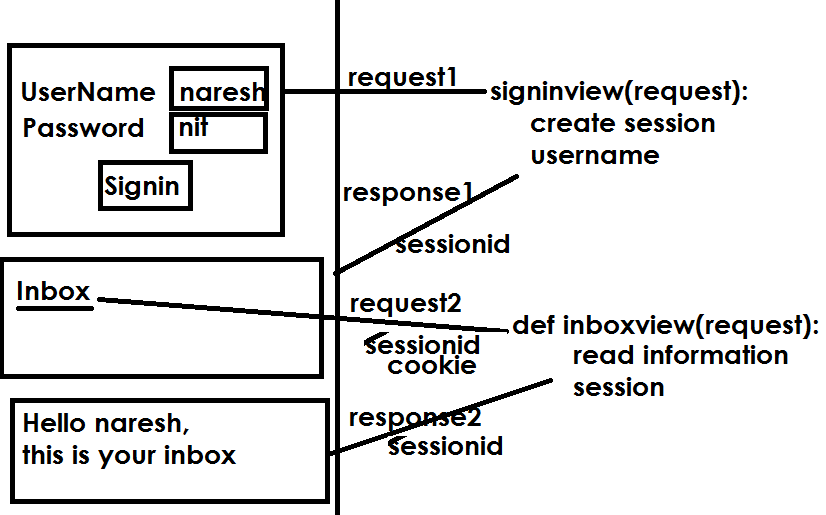 UserName naresh
Password nit
Signin
request1
signinview(request):
create session
username
response1
sessionid
Inbox
request2
sessionid
cookie
def inboxview(request):
read information
session
Hello naresh,
this is your inbox
response2
sessionid